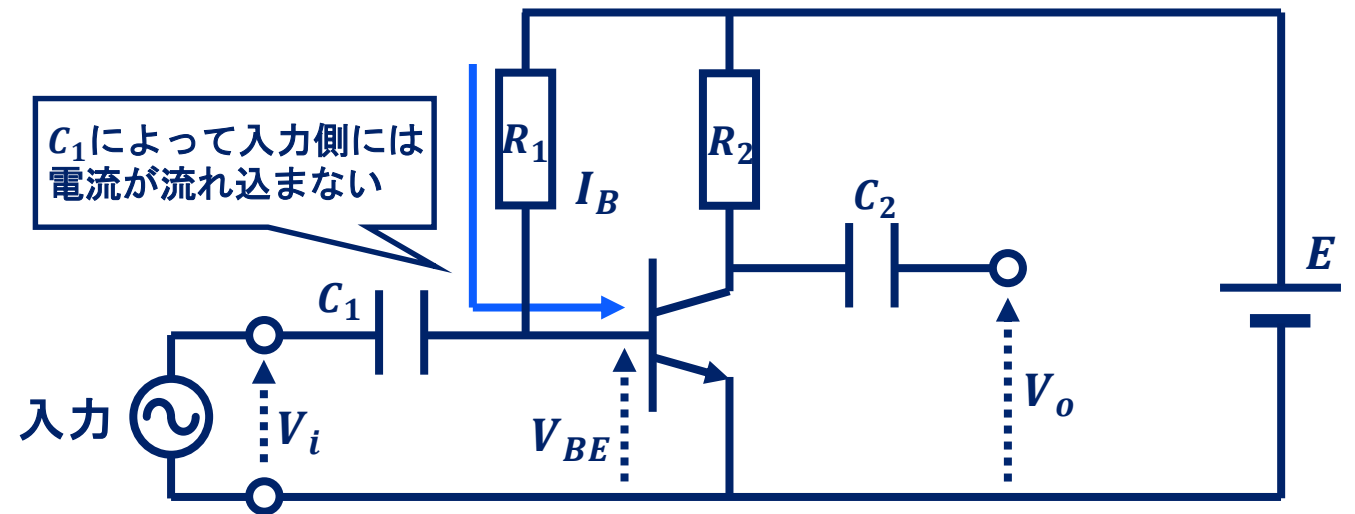 C₁によって入力側には
電流が流れ込まない
R₁
R₂
I_B
C₂
E
C₁
入力
V_i
V_BE
V_o